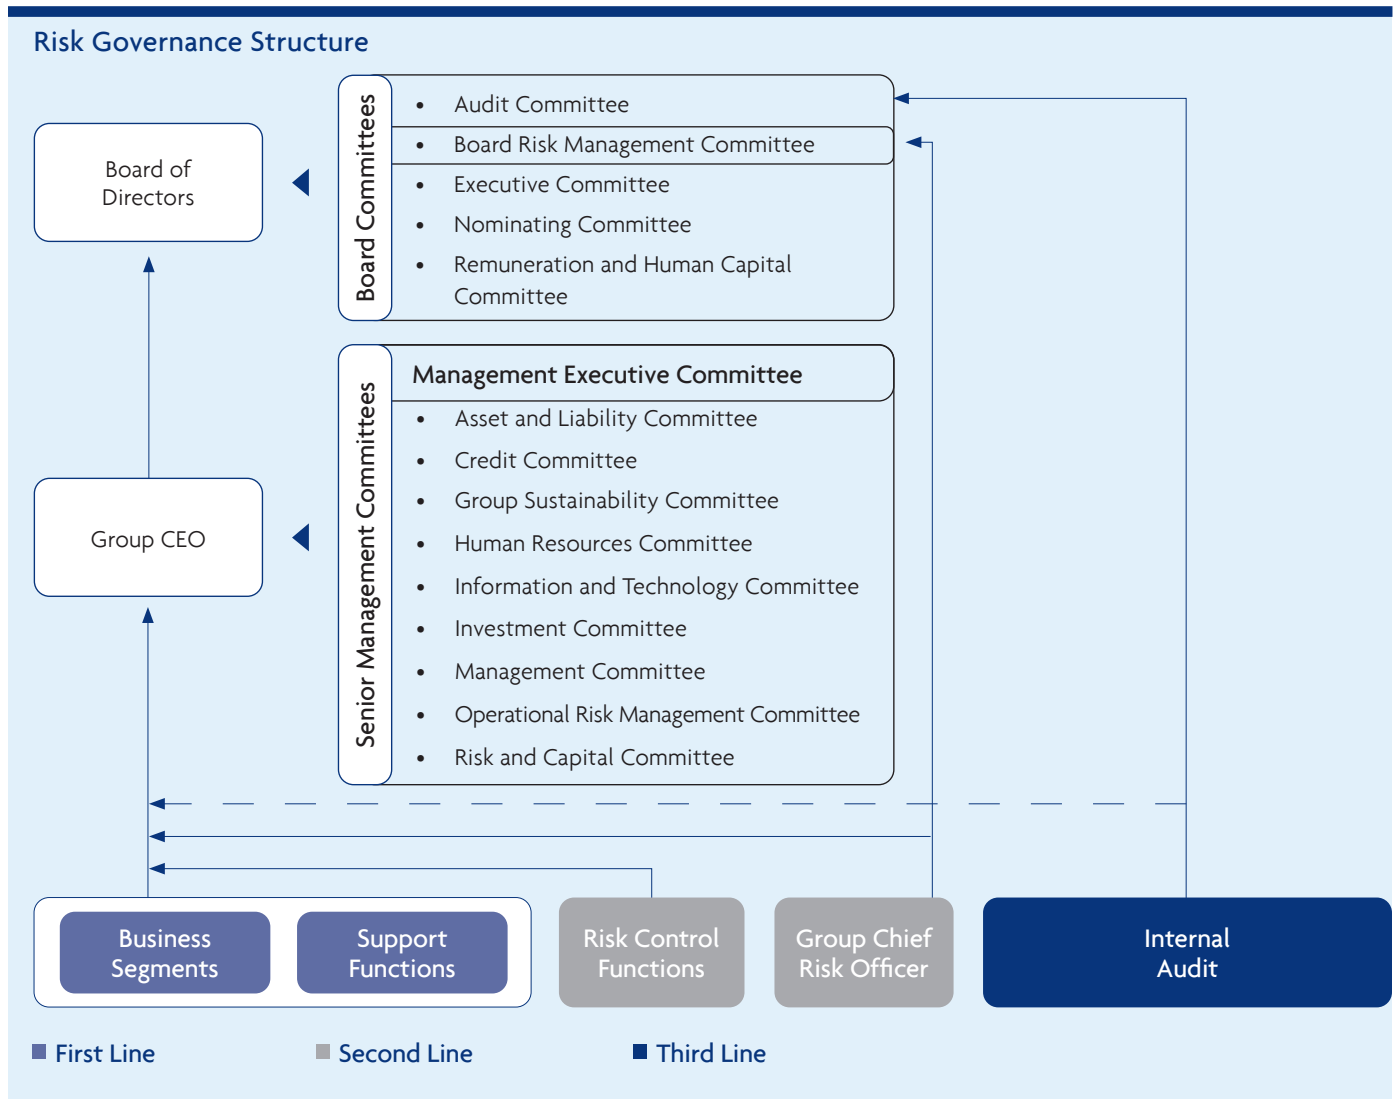 Risk Governance Structure
Board of
Directors
Board Committees
• Audit Committee
• Board Risk Management Committee
• Executive Committee
• Nominating Committee
• Remuneration and Human Capital
Committee
Group CEO
Senior Management Committees
Management Executive Committee
• Asset and Liability Committee
• Credit Committee
• Group Sustainability Committee
• Human Resources Committee
• Information and Technology Committee
• Investment Committee
• Management Committee
• Operational Risk Management Committee
• Risk and Capital Committee
Business
Segments
Support
Functions
Risk Control
Functions
Group Chief
Risk Officer
Internal
Audit
First Line
Second Line
Third Line